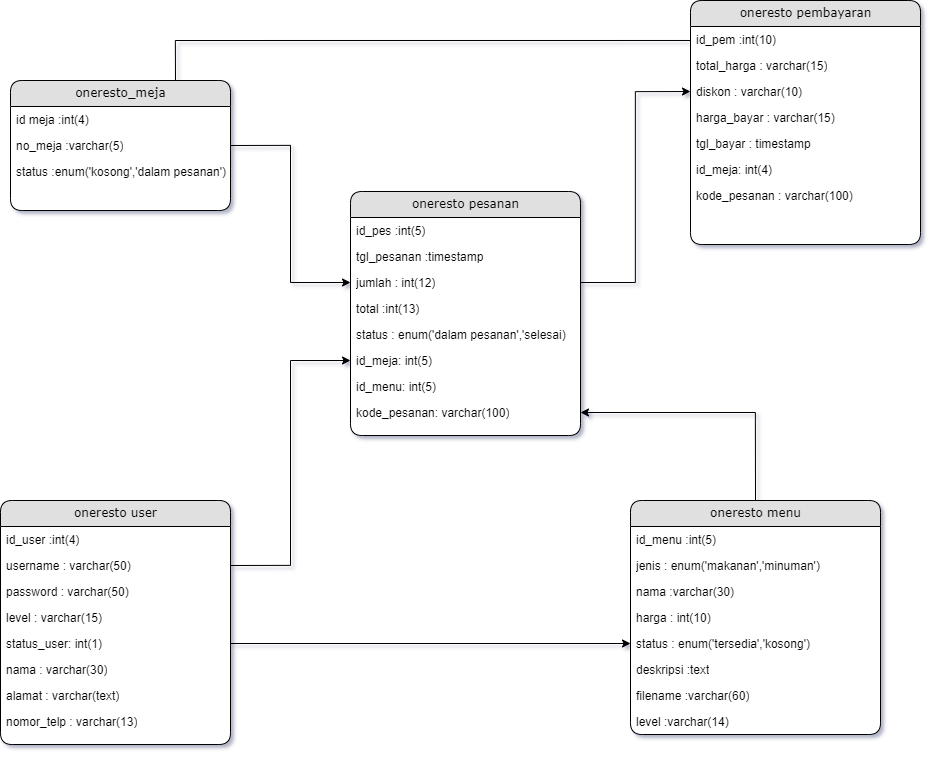 oneresto pembayaran
id_pem :int(10)
total_harga : varchar(15)
diskon : varchar(10)
harga_bayar : varchar(15)
tgl_bayar : timestamp
id_meja: int(4)
kode_pesanan : varchar(100)
oneresto_meja
id meja :int(4)
no_meja :varchar(5)
status :enum('kosong','dalam pesanan')
oneresto pesanan
id_pes :int(5)
tgl_pesanan :timestamp
jumlah : int(12)
total :int(13)
status : enum('dalam pesanan','selesai)
id_meja: int(5)
id_menu: int(5)
kode_pesanan: varchar(100)
oneresto user
id_user :int(4)
username : varchar(50)
password : varchar(50)
level : varchar(15)
status_user: int(1)
nama : varchar(30)
alamat : varchar(text)
nomor_telp : varchar(13)
oneresto menu
id_menu :int(5)
jenis : enum('makanan','minuman')
nama :varchar(30)
harga : int(10)
status : enum('tersedia','kosong')
deskripsi :text
filename :varchar(60)
level :varchar(14)